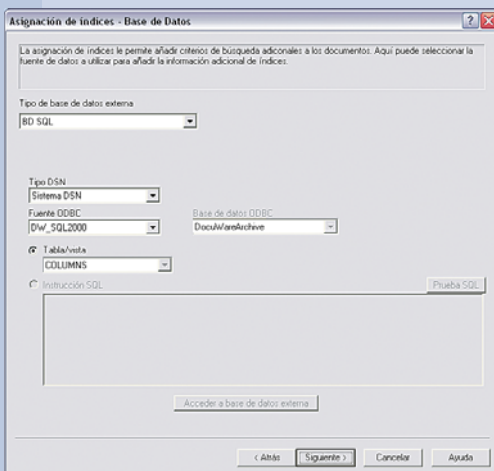 Asignación de índices - Base de Datos
La asignación de índices le permite añadir criterios de búsqueda adiconales a los documentos. Aquí puede seleccionar la
fuente de datos a utilizar para añadir la información adicional de índices.
Tipo de base de datos externa
BD SQL
Tipo DSN
Sistema DSN
Fuente ODBC
Base de datos ODBC
DW_SQL2000
DocuWareArchive
Tabla/vista
COLUMNS
Instrucción SQL
Prueba SQL
Acceder a base de datos externa
< Atrás
Siguiente >
Cancelar
Ayuda